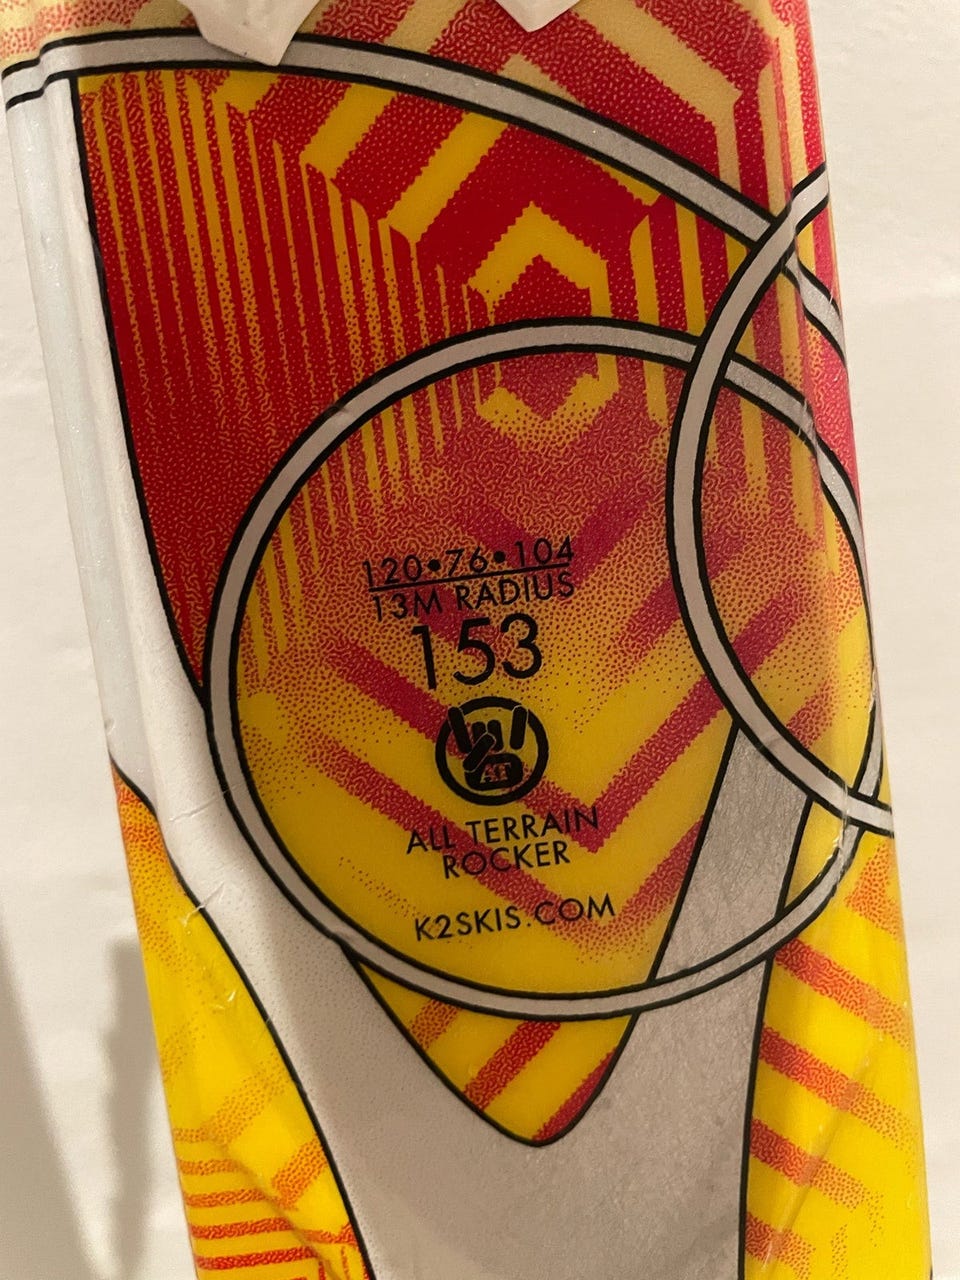 120•76•104
13M RADIUS
153
AT
ALL TERRAIN
ROCKER
K2SKIS.COM